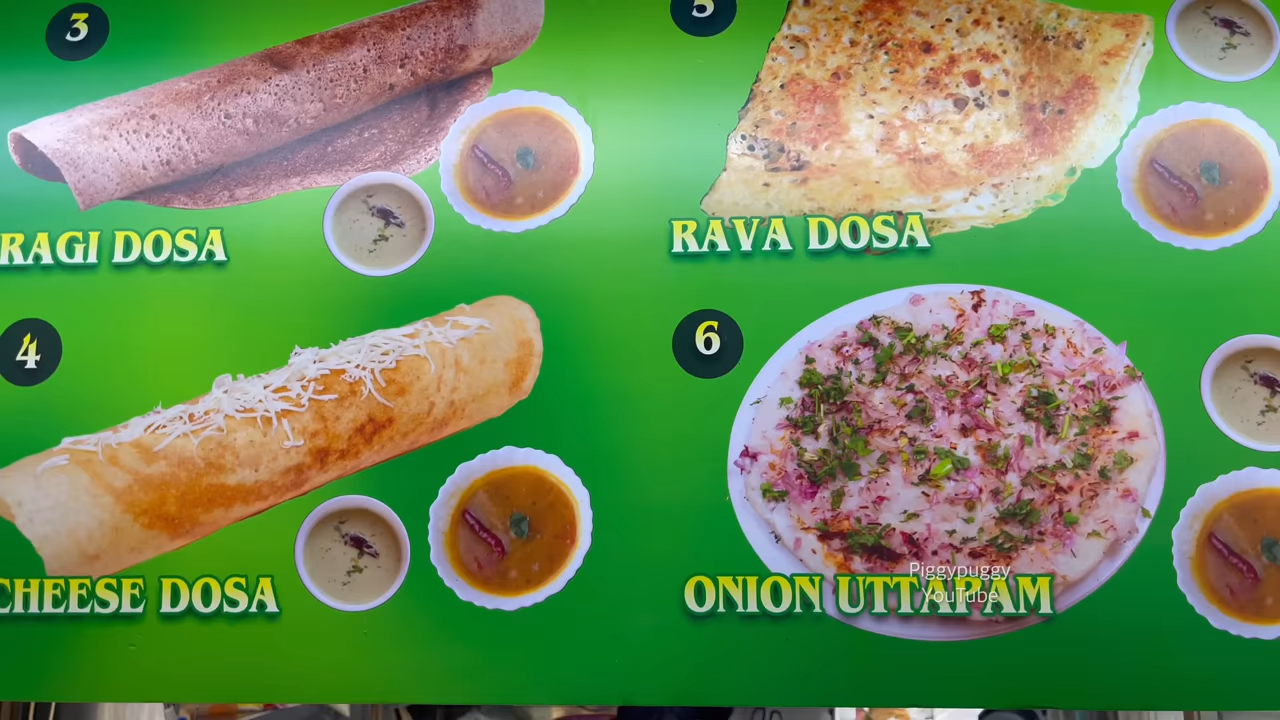 3
RAGI DOSA
4
CHEESE DOSA
5
RAVA DOSA
6
ONION UTTAPAM
Piggypuggy
YouTube